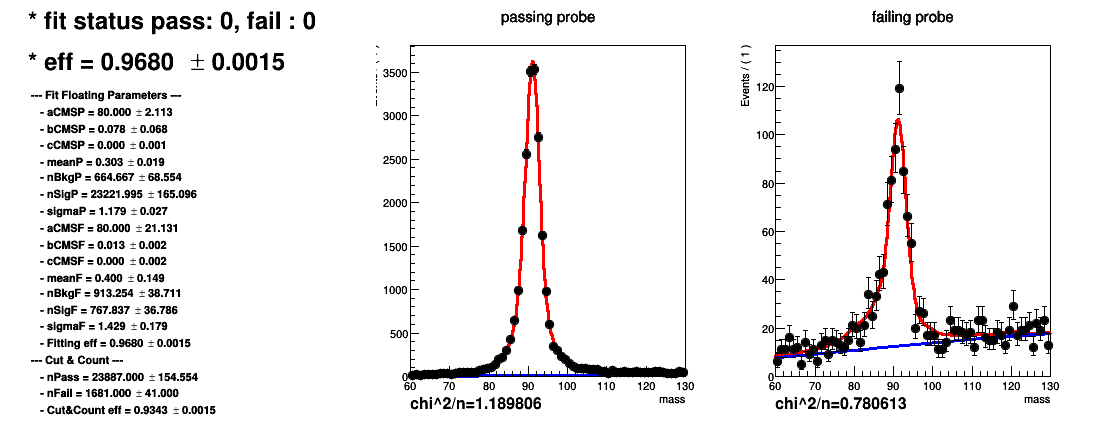 * fit status pass: 0, fail : 0
* eff = 0.9680 ± 0.0015
--- Fit Floating Parameters ---
- aCMSP = 80.000 ± 2.113
- bCMSP = 0.078 ± 0.068
- cCMSP = 0.000 ± 0.001
- meanP = 0.303 ± 0.019
- nBkgP = 664.667 ± 68.554
- nSigP = 23221.995 ± 165.096
- sigmaP = 1.179 ± 0.027
- aCMSF = 80.000 ± 21.131
- bCMSF = 0.013 ± 0.002
- cCMSF = 0.000 ± 0.002
- meanF = 0.400 ± 0.149
- nBkgF = 913.254 ± 38.711
- nSigF = 767.837 ± 36.786
- sigmaF = 1.429 ± 0.179
- Fitting eff = 0.9680 ± 0.0015
--- Cut & Count ---
- nPass = 23887.000 ± 154.554
- nFail = 1681.000 ± 41.000
- Cut&Count eff = 0.9343 ± 0.0015
passing probe
3500
3000
2500
2000
1500
1000
500
0
60 70 80 90 100 110 120 130
mass
chi^2/n=1.189806
failing probe
Events / ( 1 )
120
100
80
60
40
20
0
60 70 80 90 100 110 120 130
mass
chi^2/n=0.780613